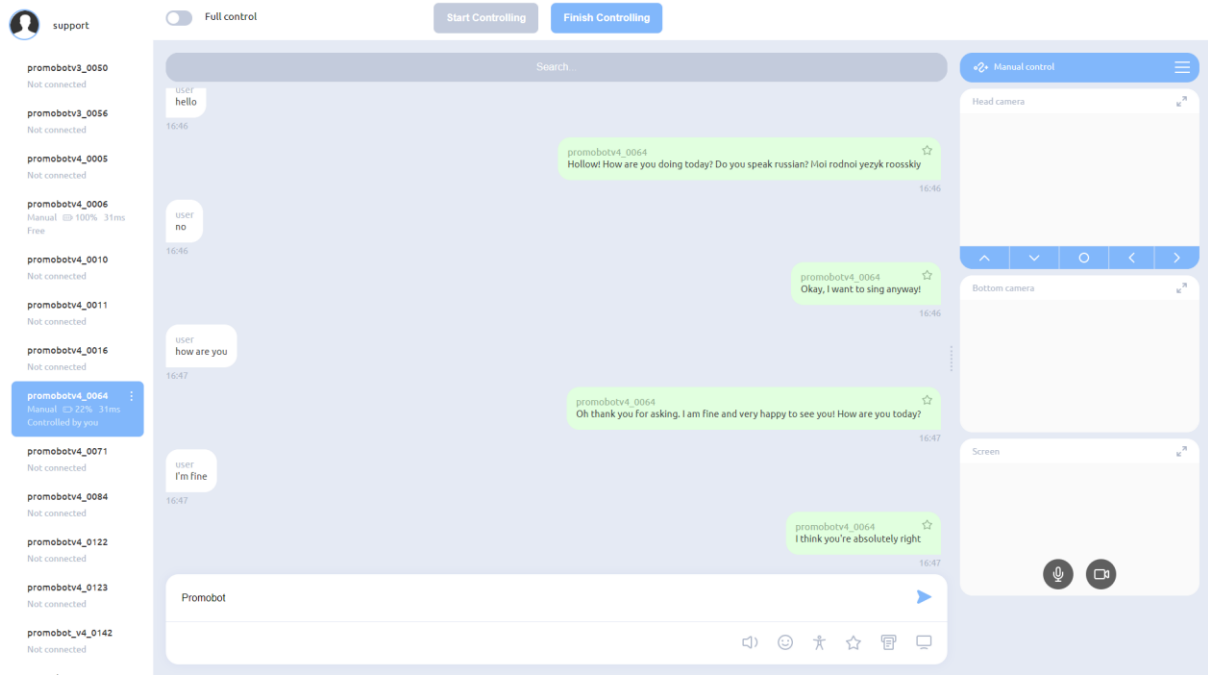 support
Full control
Start Controlling
Finish Controlling
promobotv3_0050
Not connected
promobotv3_0056
Not connected
promobotv4_0005
Not connected
promobotv4_0006
Manual 100% 31ms
Free
promobotv4_0010
Not connected
promobotv4_0011
Not connected
promobotv4_0016
Not connected
promobotv4_0064
Manual 22% 31ms
Controlled by you
promobotv4_0071
Not connected
promobotv4_0084
Not connected
promobotv4_0122
Not connected
promobotv4_0123
Not connected
promobot_v4_0142
Not connected
Search...
user
hello
16:46
promobotv4_0064
Hollow! How are you doing today? Do you speak russian? Moi rodnoi yezyk roosskiy
16:46
user
no
16:46
promobotv4_0064
Okay, I want to sing anyway!
16:46
user
how are you
16:47
promobotv4_0064
Oh thank you for asking. I am fine and very happy to see you! How are you today?
16:47
user
I'm fine
16:47
promobotv4_0064
I think you're absolutely right
16:47
Promobot
Manual control
Head camera
Bottom camera
Screen